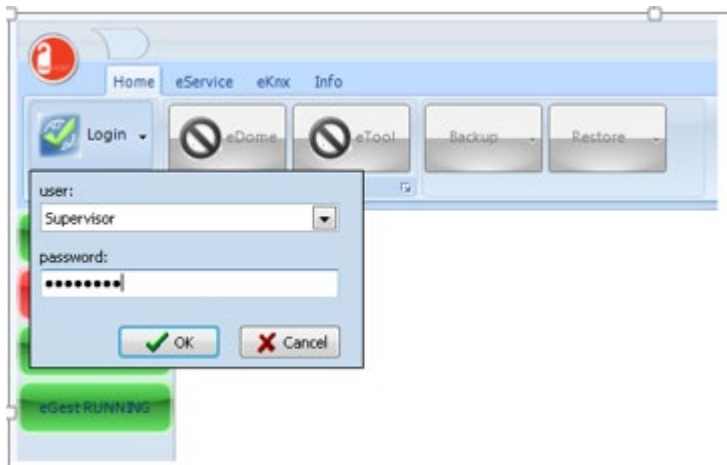 Home eService eKnx Info
Login eDome eTool Backup Restore
user:
Supervisor
password:
OK Cancel
eGest RUNNING